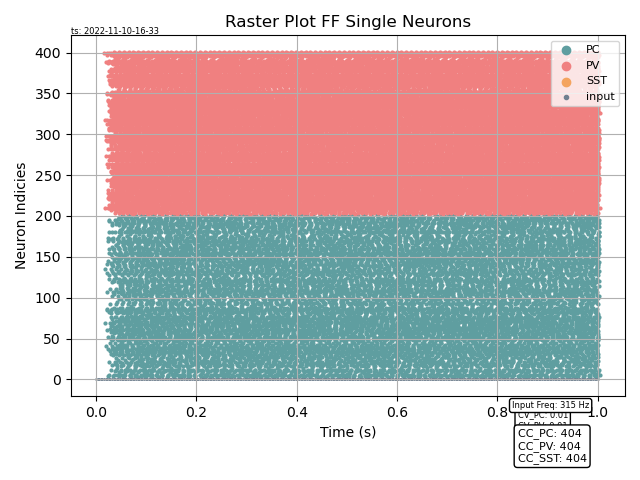 Raster Plot FF Single Neurons
ts: 2022-11-10-16-33
PC
PV
SST
input
400
350
300
250
200
150
100
50
0
Neuron Indicies
0.0 0.2 0.4 0.6 0.8 1.0
Time (s)
Input Freq: 315 Hz
CV_PC: 0.01
CC_PC: 404
CC_PV: 404
CC_SST: 404